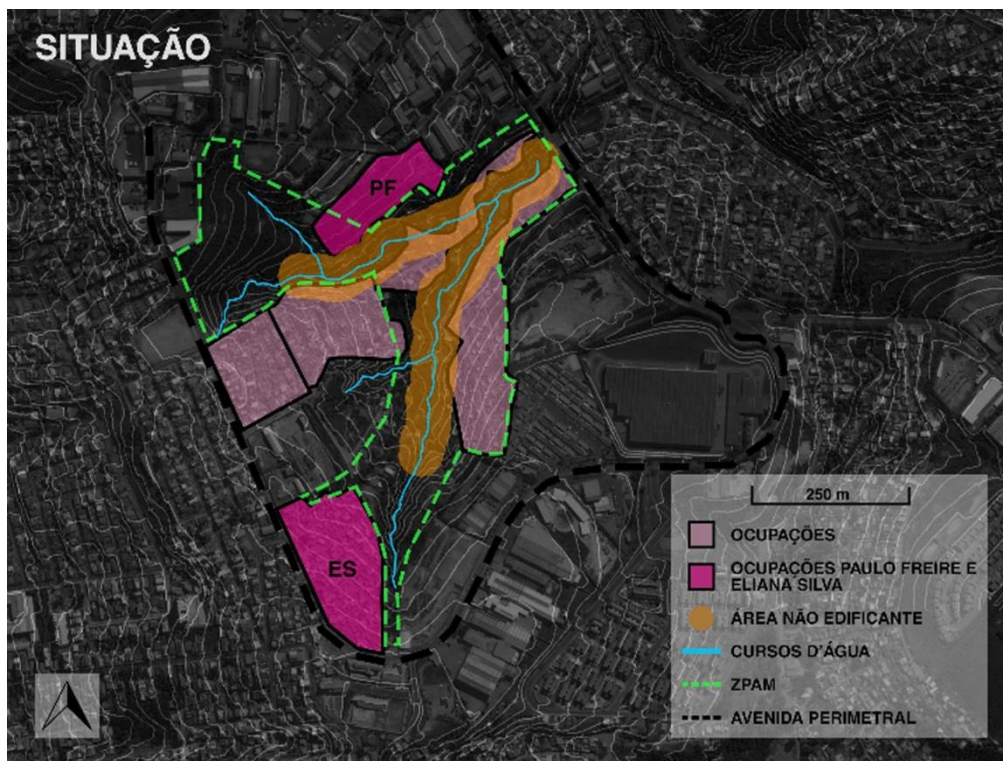 SITUAÇÃO
PF
ES
250 m
OCUPAÇÕES
OCUPAÇÕES PAULO FREIRE E
ELIANA SILVA
ÁREA NÃO EDIFICANTE
CURSOS D'ÁGUA
ZPAM
AVENIDA PERIMETRAL